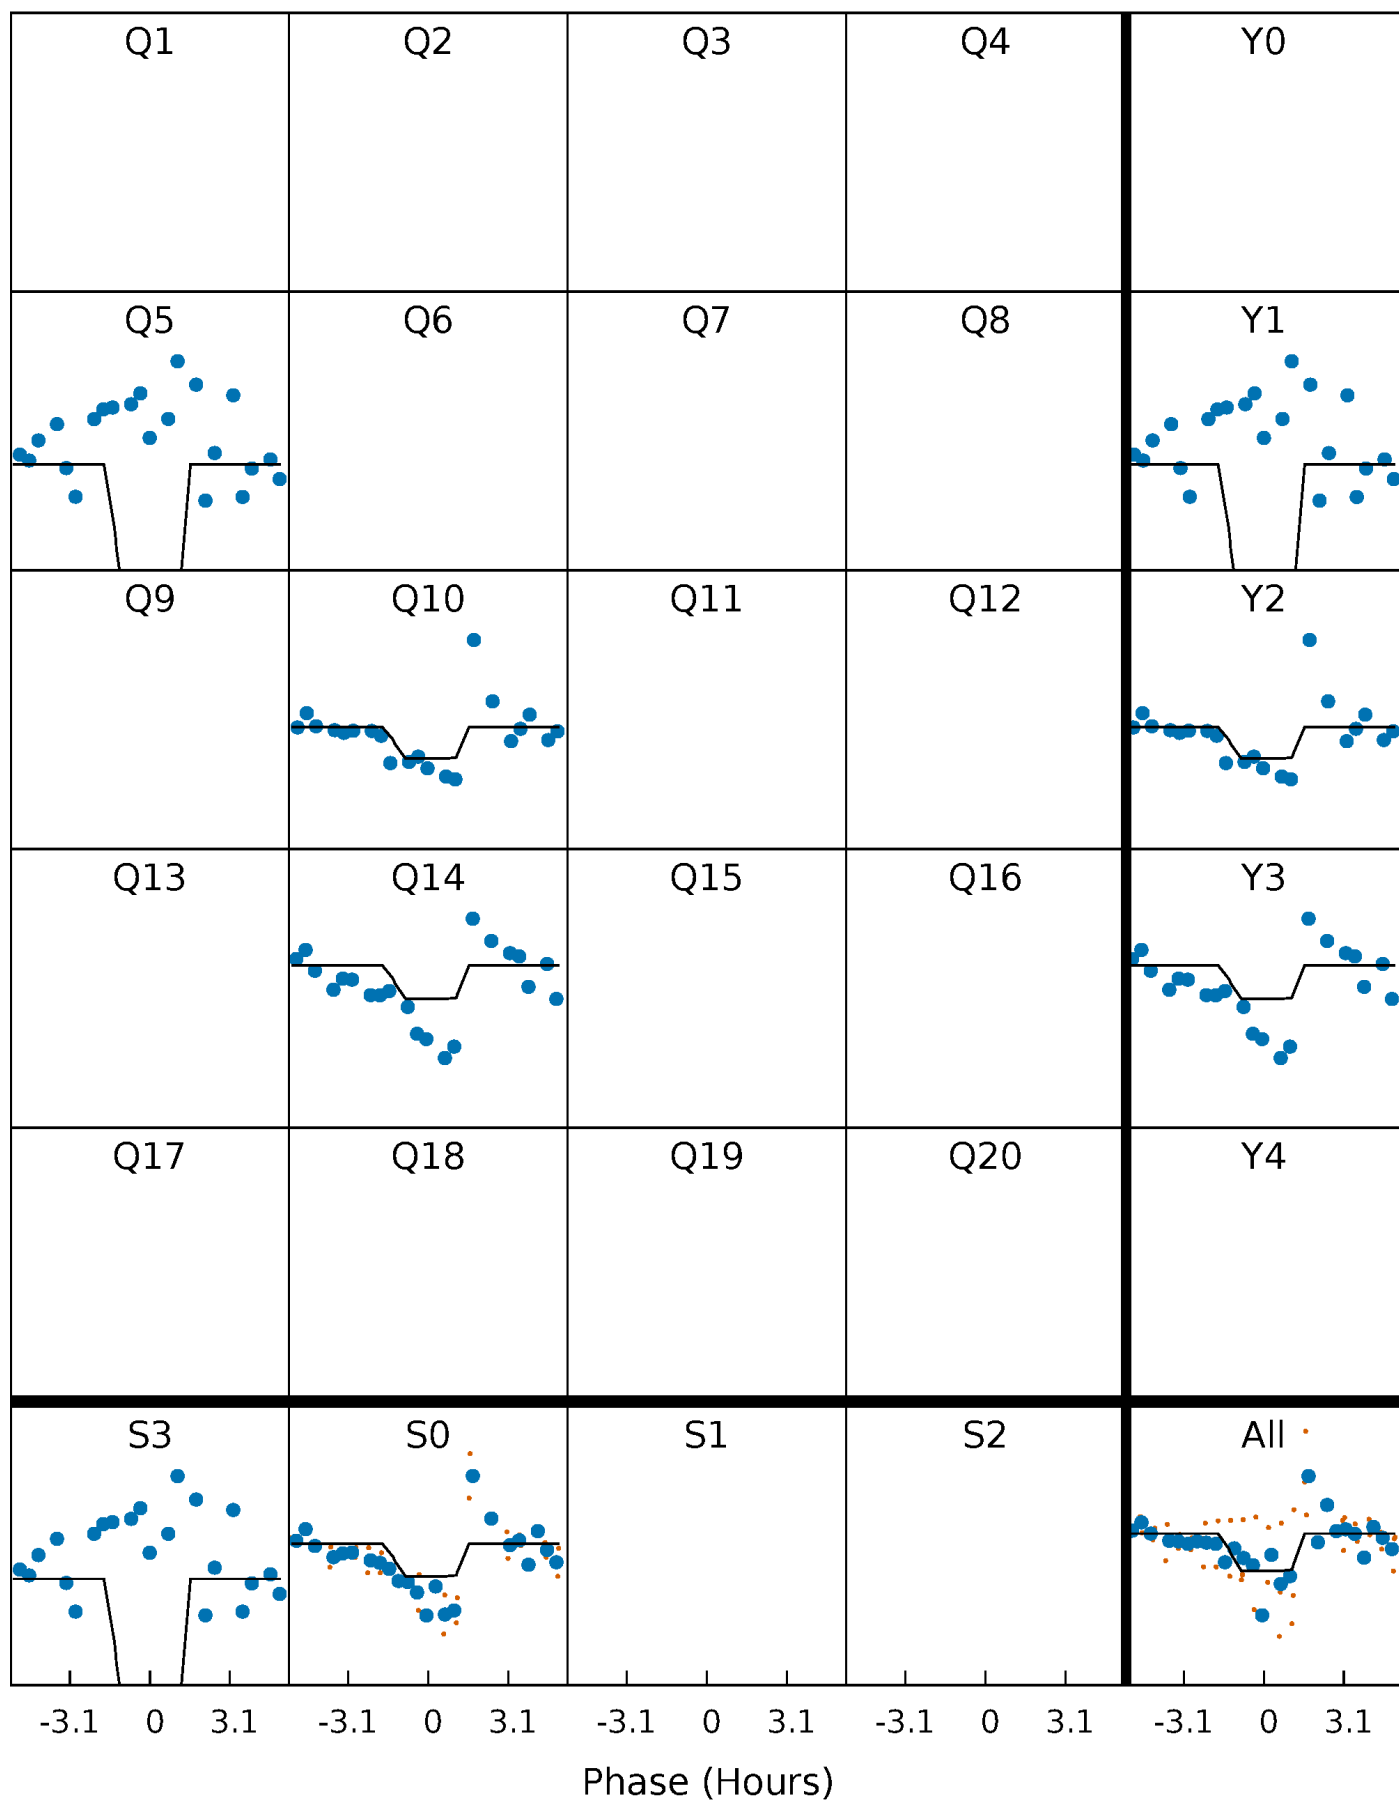 Q1 Q2 Q3 Q4 Y0
Q5 Q6 Q7 Q8 Y1
Q9 Q10 Q11 Q12 Y2
Q13 Q14 Q15 Q16 Y3
Q17 Q18 Q19 Q20 Y4
S3 S0 S1 S2 All
-3.1 0 3.1 -3.1 0 3.1 -3.1 0 3.1 -3.1 0 3.1 -3.1 0 3.1
Phase (Hours)